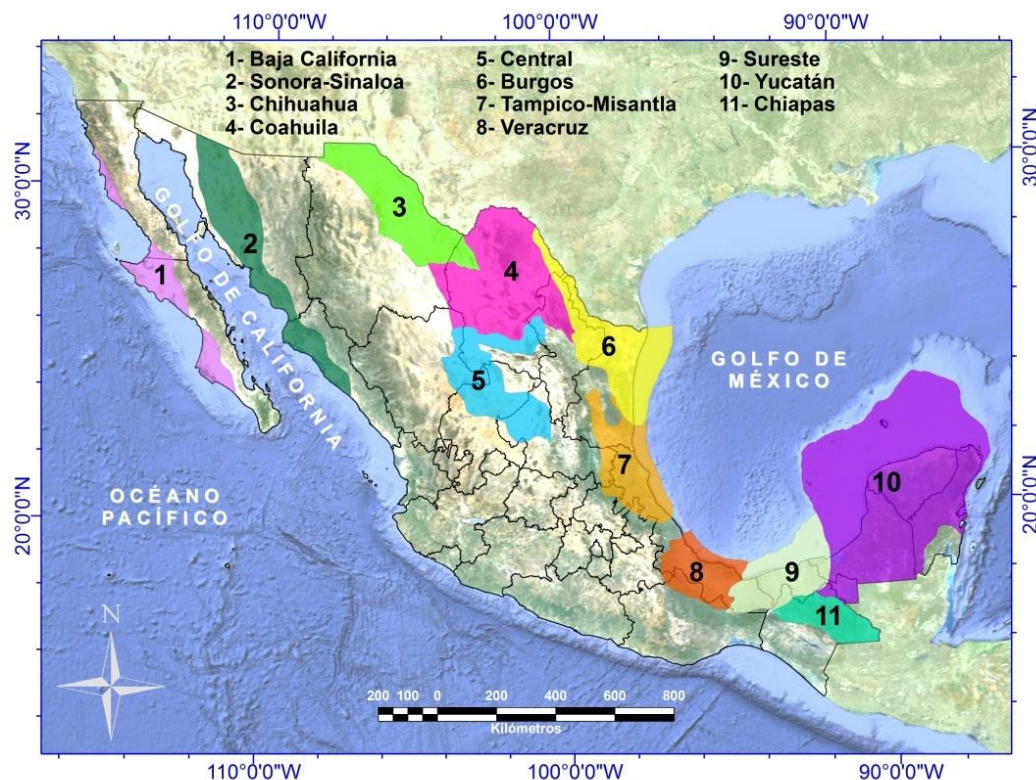 110°0'0"W 100°0'0"W 90°0'0"W
1- Baja California
2- Sonora-Sinaloa
3- Chihuahua
4- Coahuila
5- Central
6- Burgos
7- Tampico-Misantla
8- Veracruz
9- Sureste
10- Yucatán
11- Chiapas
30°0'0"N
30°0'0"N
20°0'0"N
20°0'0"N
GOLFO DE CALIFORNIA
1
2
3
4
5
6
7
8
9
10
11
GOLFO DE
MÉXICO
OCÉANO
PACÍFICO
N
200 100 0 200 400 600 800
Kilómetros
110°0'0"W 100°0'0"W 90°0'0"W